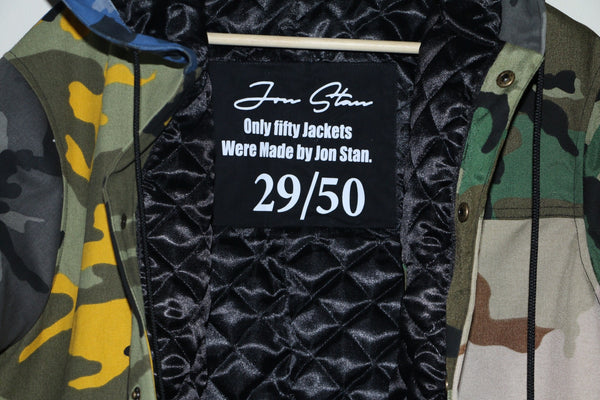 Jon Stan
Only fifty Jackets
Were Made by Jon Stan.
29/50